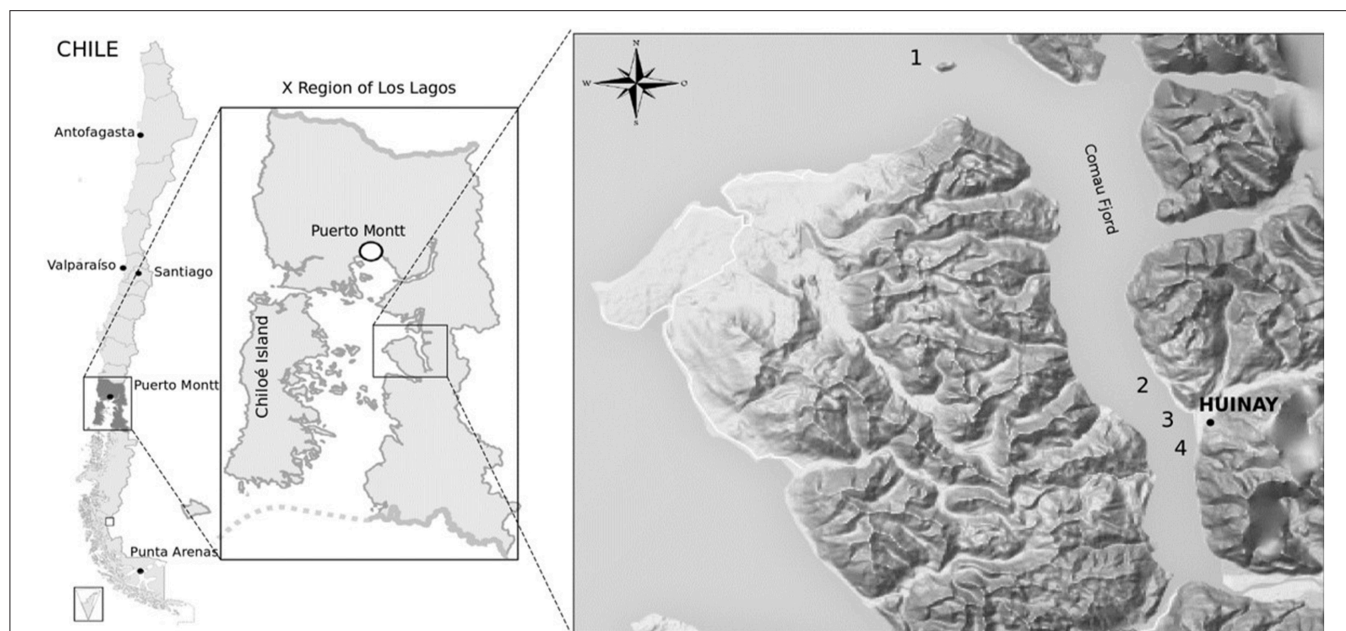 CHILE
Antofagasta
Valparaíso
Santiago
Puerto Montt
Punta Arenas
X Region of Los Lagos
Puerto Montt
Chiloé Island
N
W
O
S
1
Comau Fjord
2
3
HUINAY
4